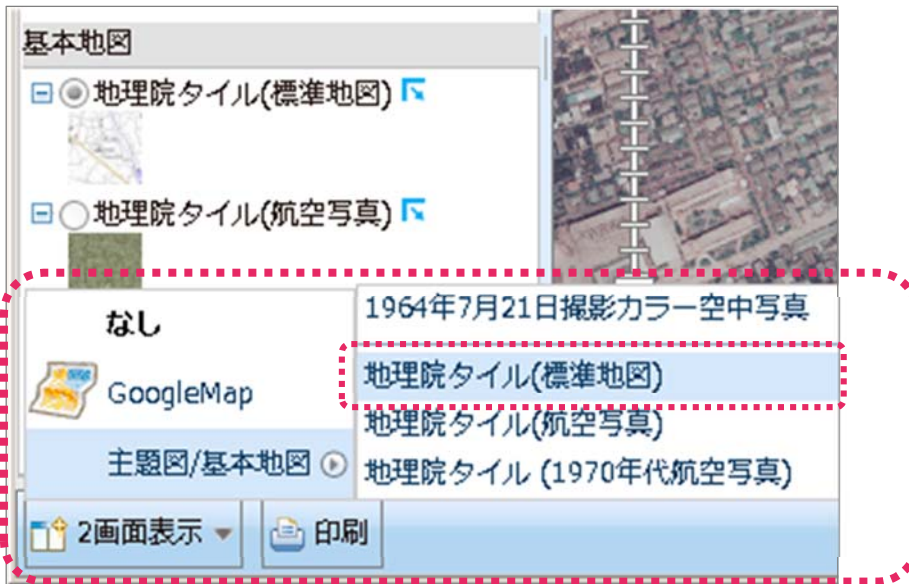 基本地図
地理院タイル(標準地図)
地理院タイル(航空写真)
なし
GoogleMap
主題図/基本地図
1964年7月21日撮影カラー空中写真
地理院タイル(標準地図)
地理院タイル(航空写真)
地理院タイル (1970年代航空写真)
2画面表示
印刷